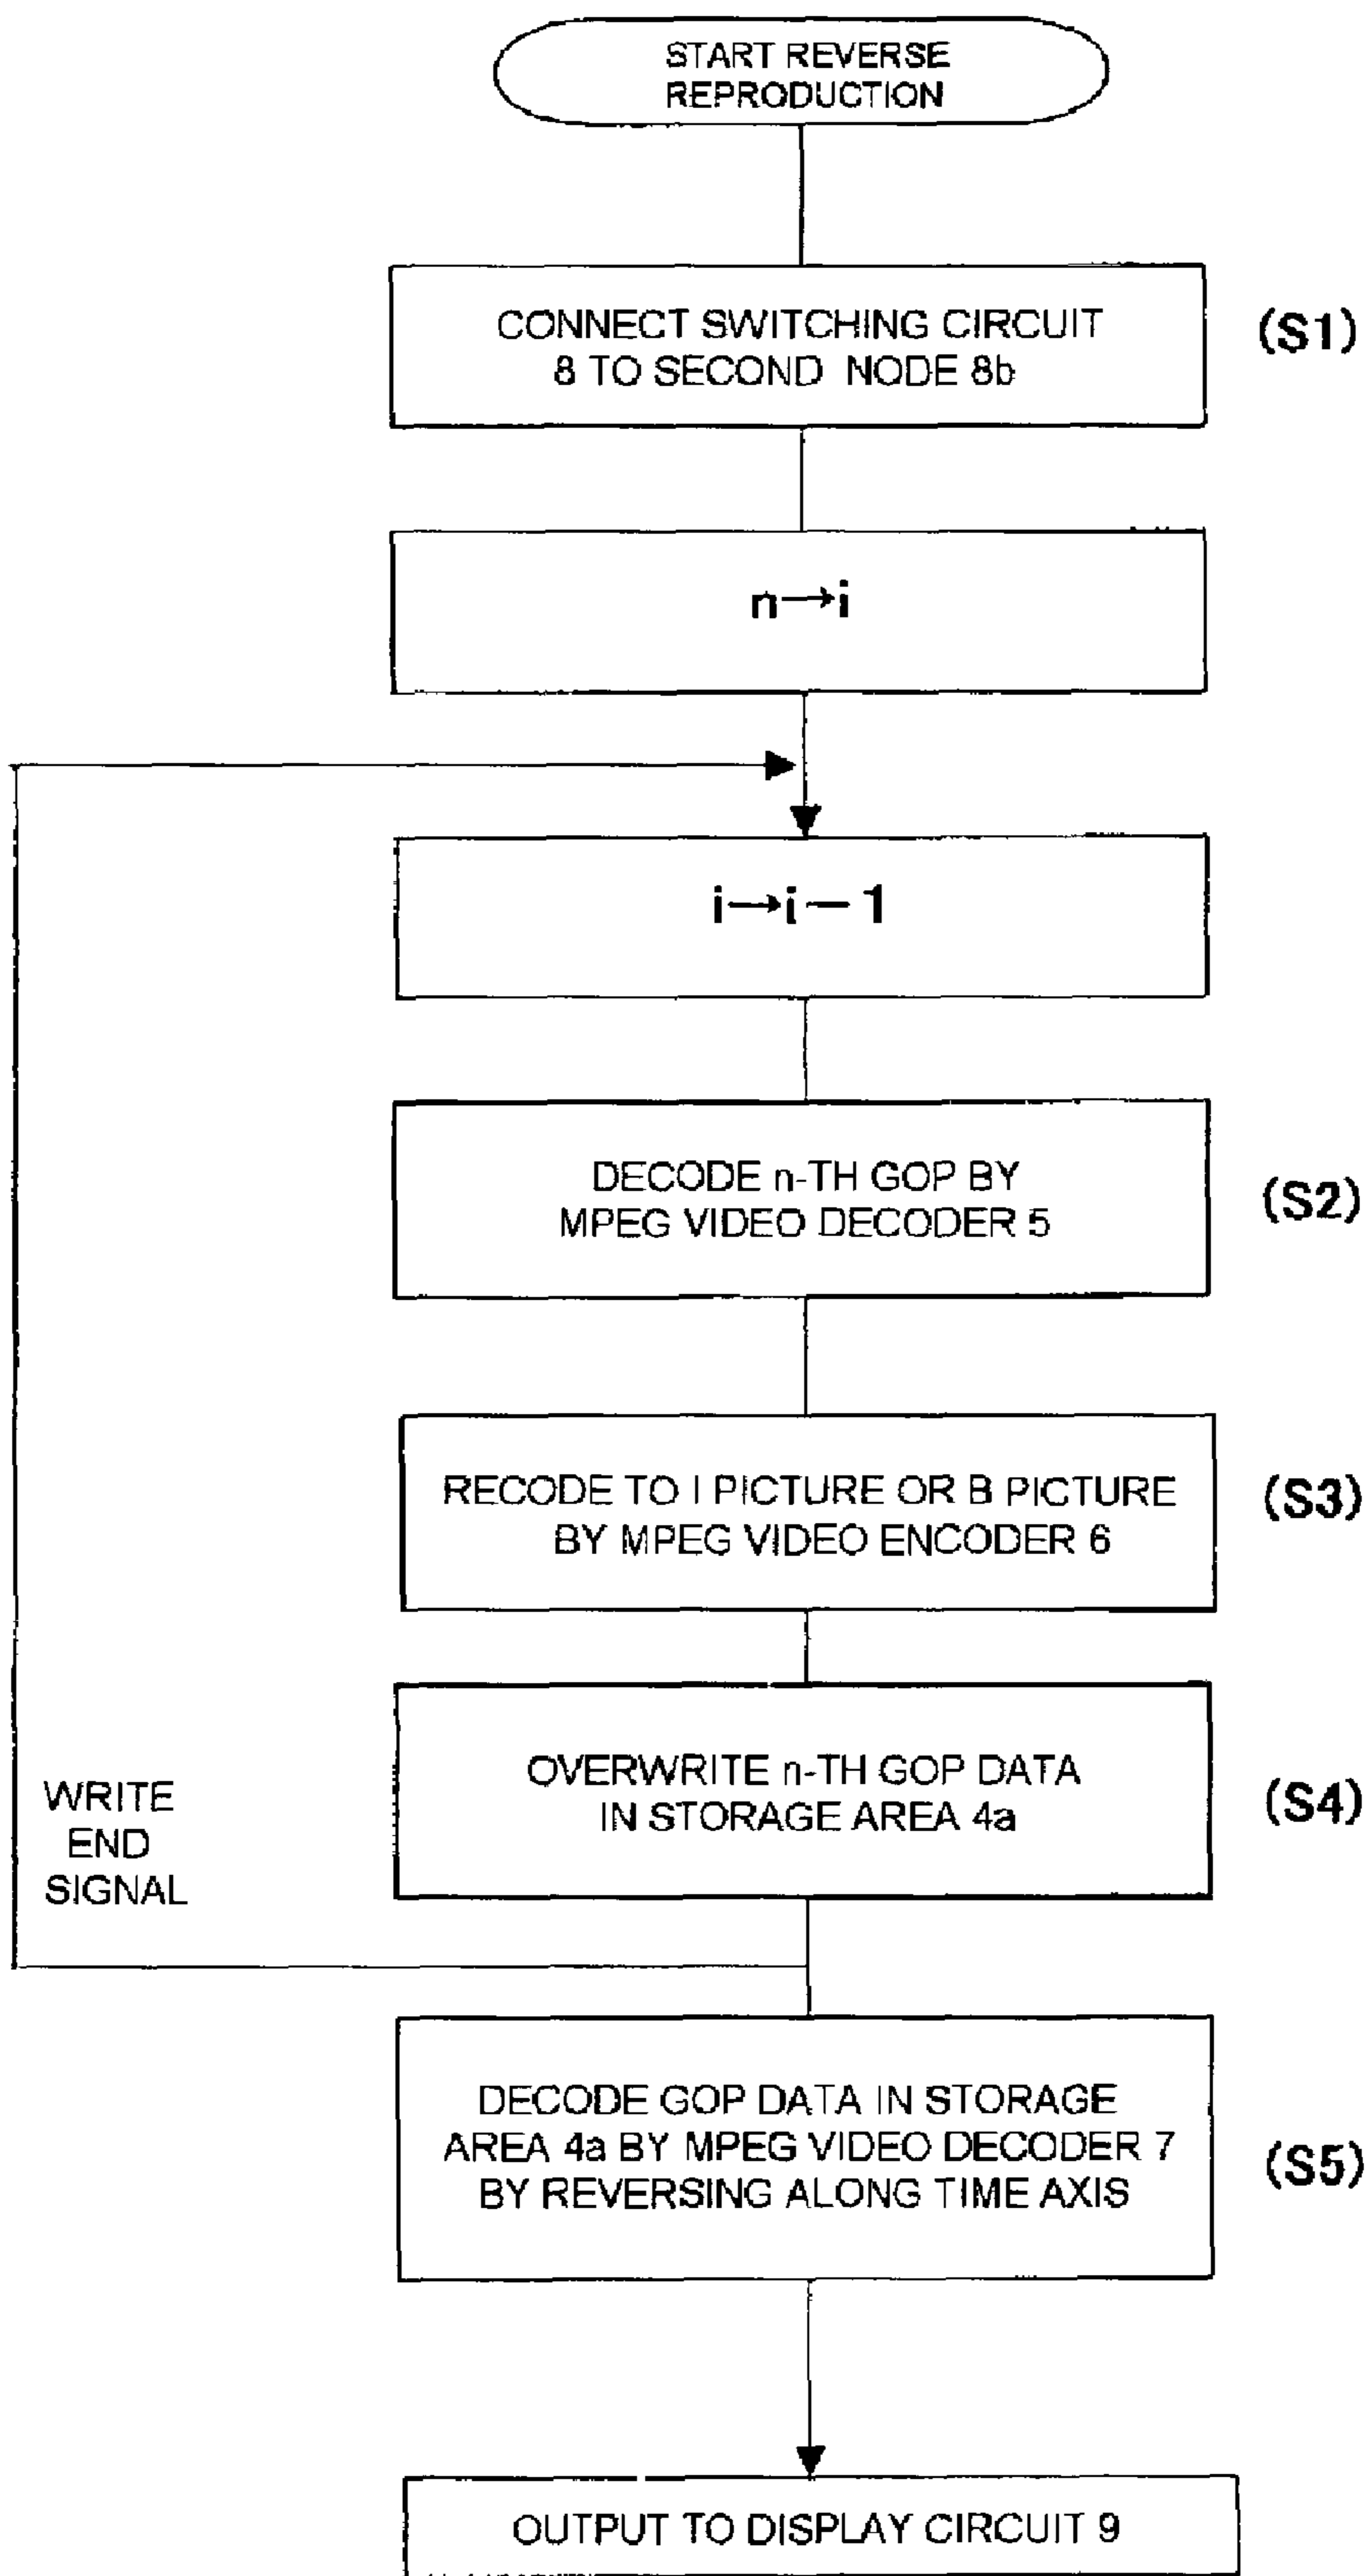 START REVERSE
REPRODUCTION
CONNECT SWITCHING CIRCUIT
8 TO SECOND NODE 8b
(S1)
n→i
i→i−1
DECODE n-TH GOP BY
MPEG VIDEO DECODER 5
(S2)
RECODE TO I PICTURE OR B PICTURE
BY MPEG VIDEO ENCODER 6
(S3)
OVERWRITE n-TH GOP DATA
IN STORAGE AREA 4a
(S4)
WRITE
END
SIGNAL
DECODE GOP DATA IN STORAGE
AREA 4a BY MPEG VIDEO DECODER 7
BY REVERSING ALONG TIME AXIS
(S5)
OUTPUT TO DISPLAY CIRCUIT 9